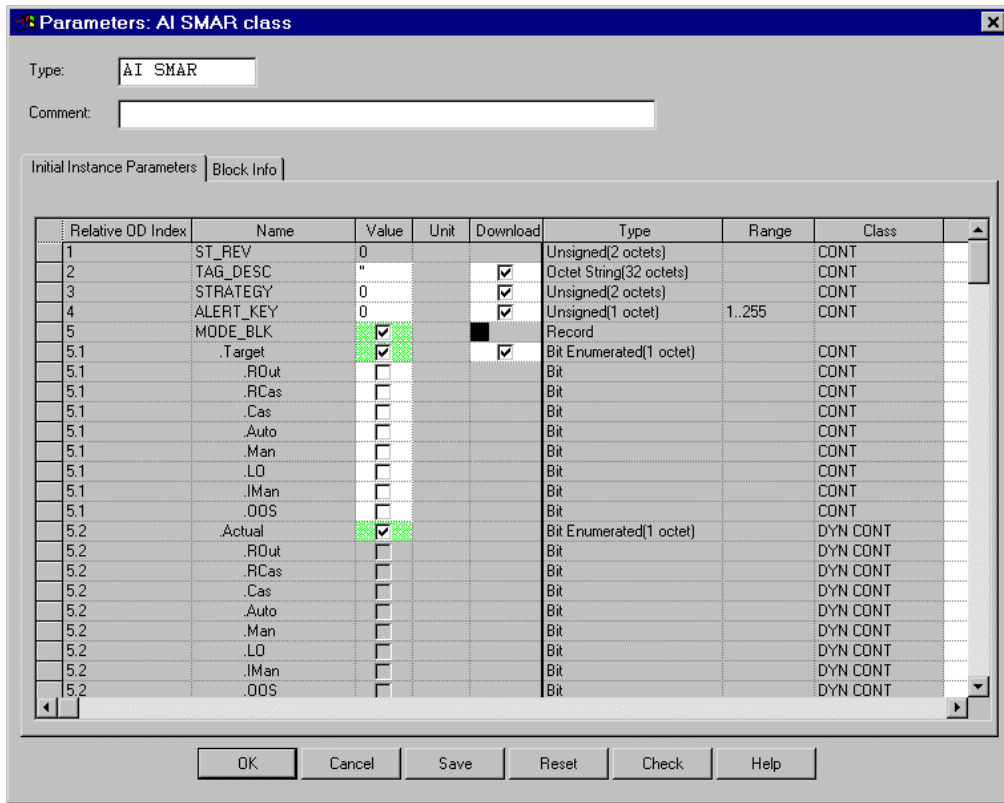 Parameters: AI SMAR class
Type: AI SMAR
Comment:
Initial Instance Parameters Block Info
Relative OD Index Name Value Unit Download Type Range Class
1 ST_REV 0 Unsigned(2 octets) CONT
2 TAG_DESC " Octet String(32 octets) CONT
3 STRATEGY 0 Unsigned(2 octets) CONT
4 ALERT_KEY 0 Unsigned(1 octet) 1..255 CONT
5 MODE_BLK Record
5.1 .Target Bit Enumerated(1 octet) CONT
5.1 .ROut Bit CONT
5.1 .RCas Bit CONT
5.1 .Cas Bit CONT
5.1 .Auto Bit CONT
5.1 .Man Bit CONT
5.1 .LO Bit CONT
5.1 .IMan Bit CONT
5.1 .OOS Bit CONT
5.2 .Actual Bit Enumerated(1 octet) DYN CONT
5.2 .ROut Bit DYN CONT
5.2 .RCas Bit DYN CONT
5.2 .Cas Bit DYN CONT
5.2 .Auto Bit DYN CONT
5.2 .Man Bit DYN CONT
5.2 .LO Bit DYN CONT
5.2 .IMan Bit DYN CONT
5.2 .OOS Bit DYN CONT
OK Cancel Save Reset Check Help